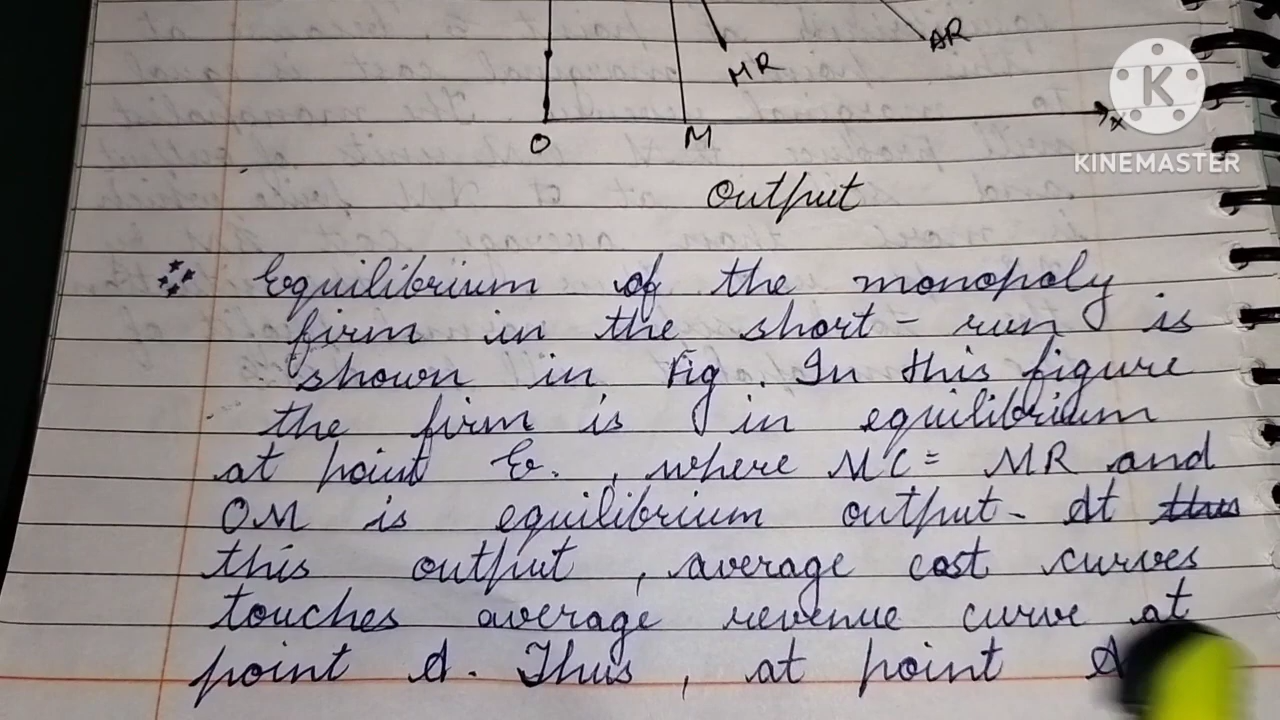 MR
AR
O
M
x
K
KINEMASTER
Output
Equilibrium of the monopoly
firm in the short-run is
shown in Fig. In this figure
the firm is in equilibrium
at point E., where MC = MR and
OM is equilibrium output- At this
this output, average cost curves
touches average revenue curve at
point A. Thus, at point A